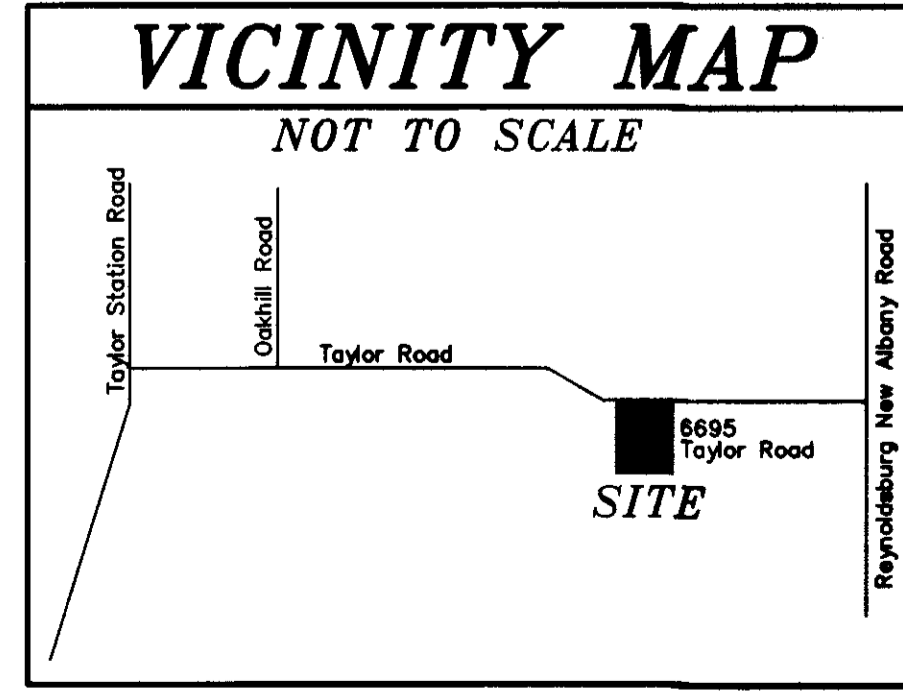 VICINITY MAP
NOT TO SCALE
Taylor Station Road
Oakhill Road
Taylor Road
6695
Taylor Road
SITE
Reynoldsburg New Albany Road